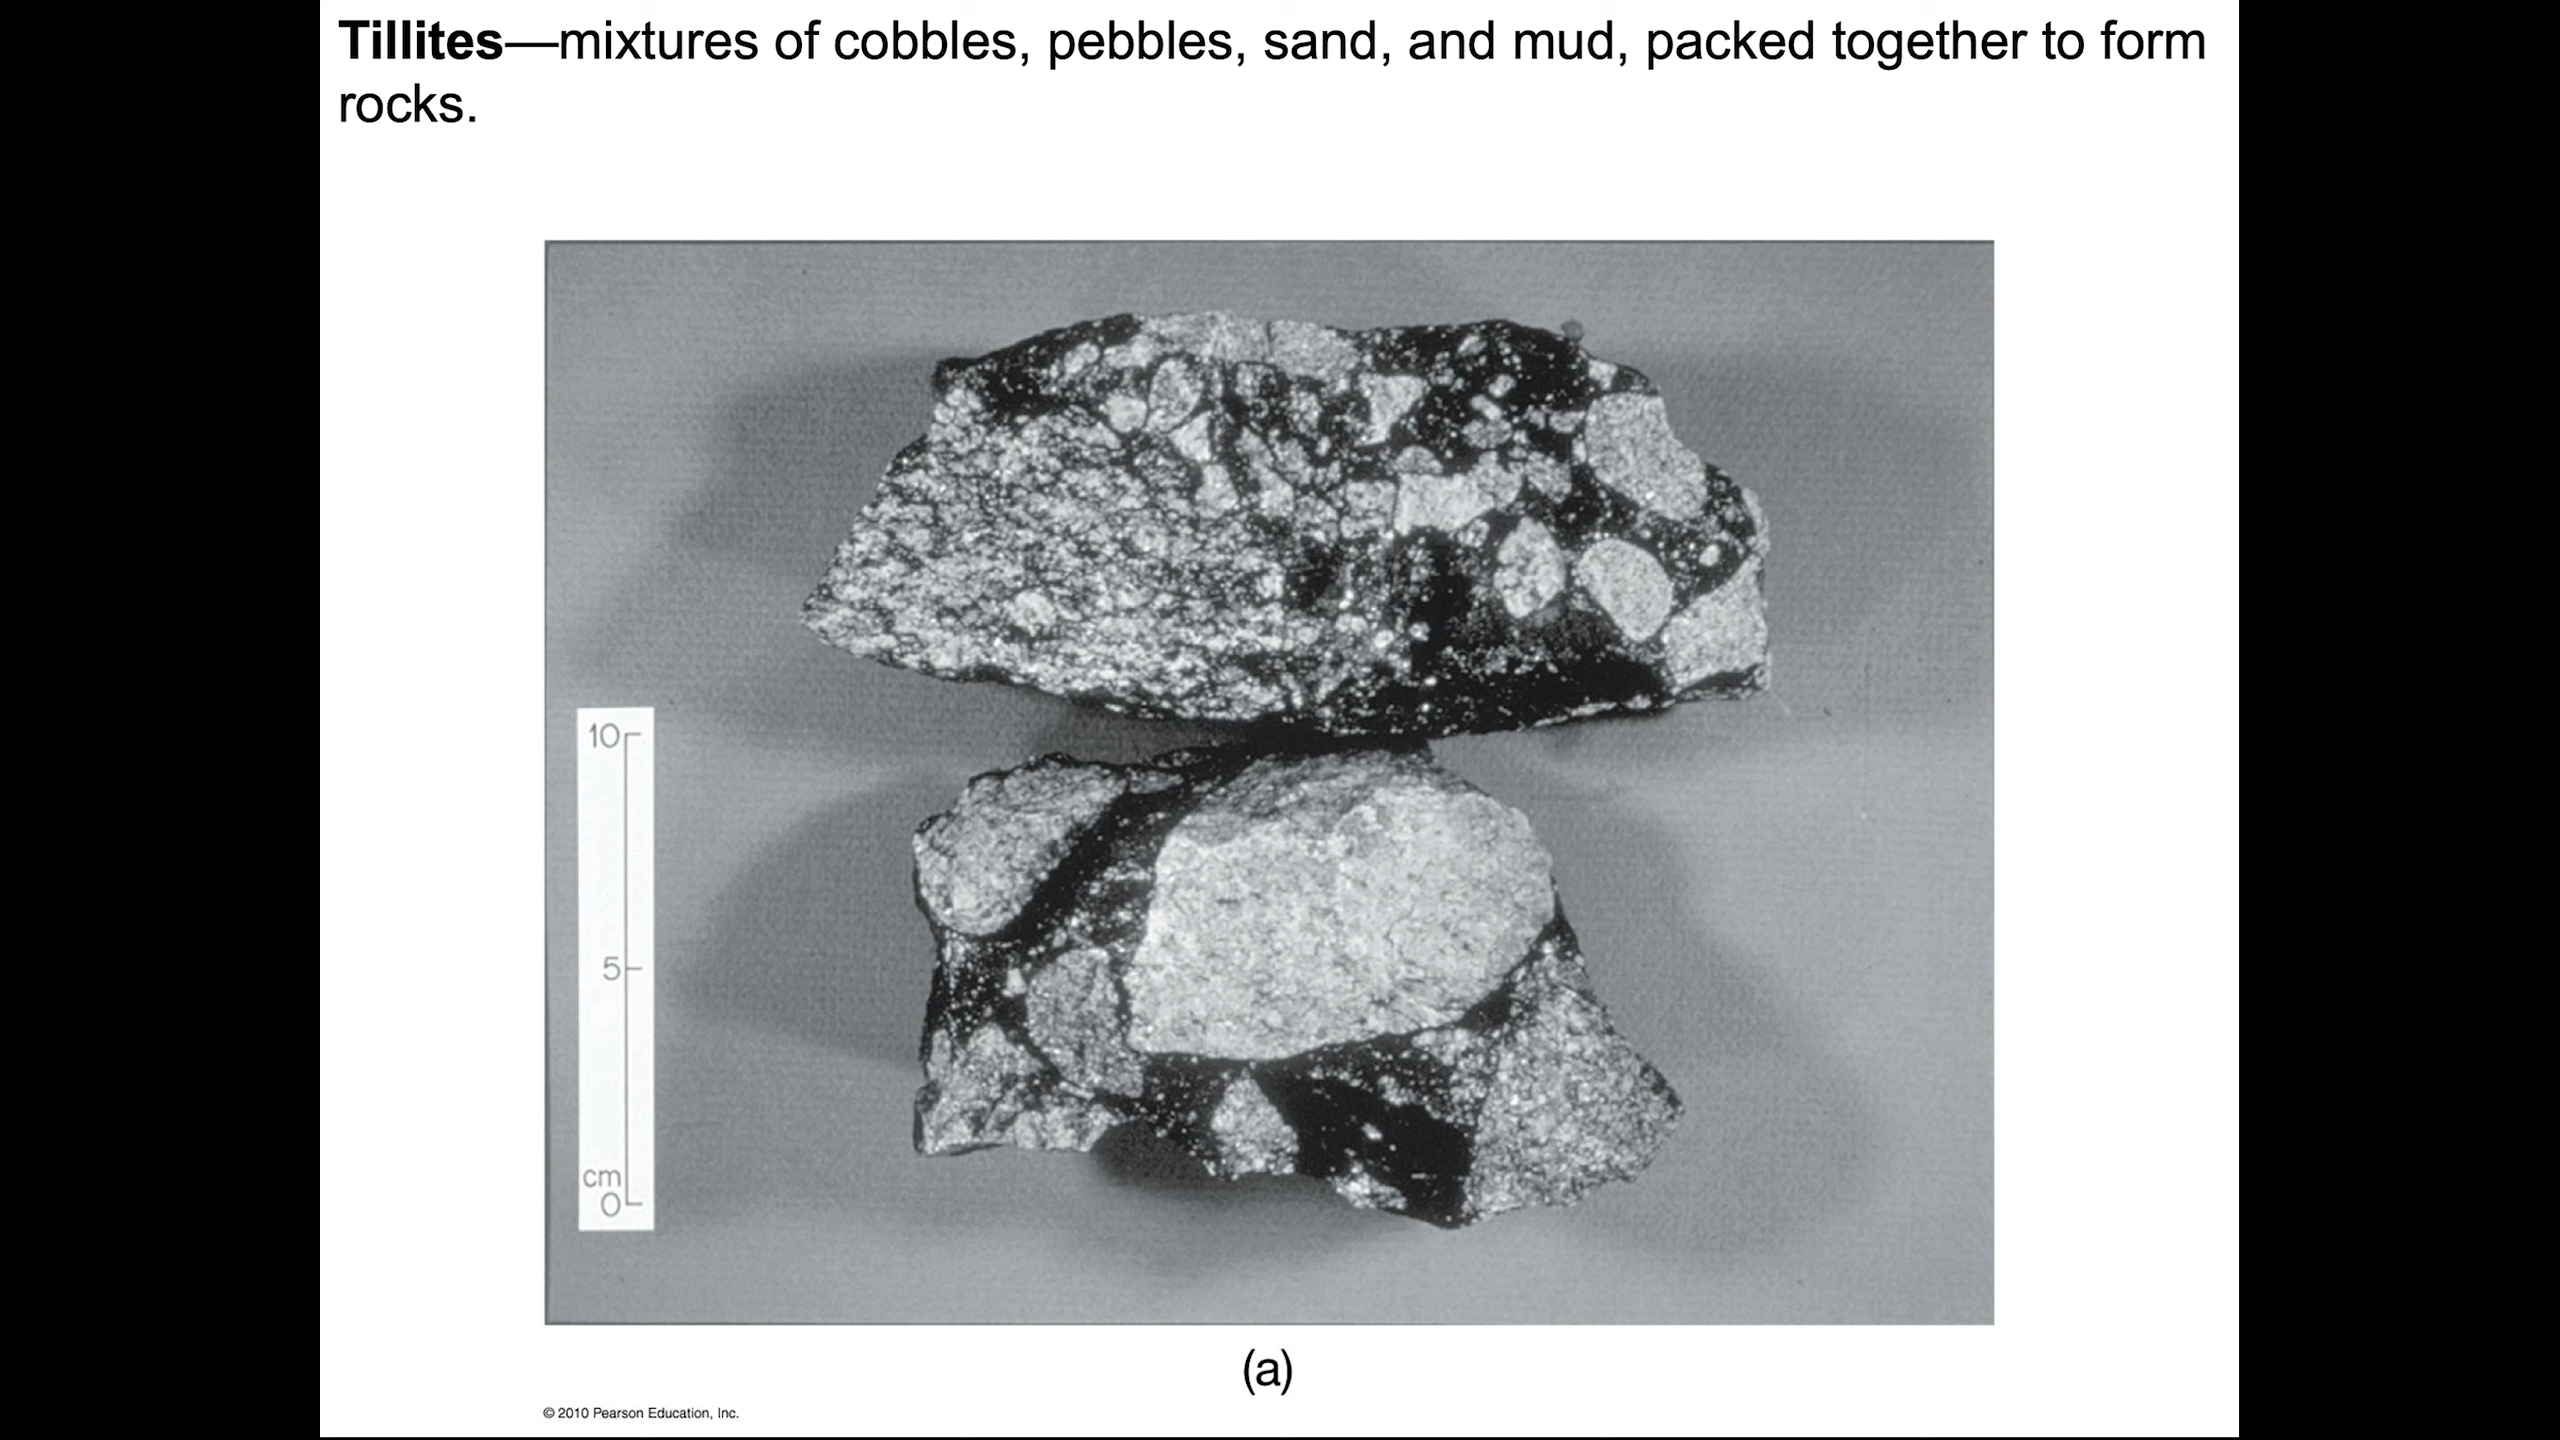 Tillites—mixtures of cobbles, pebbles, sand, and mud, packed together to form
rocks.
10
5
cm
0
(a)
© 2010 Pearson Education, Inc.